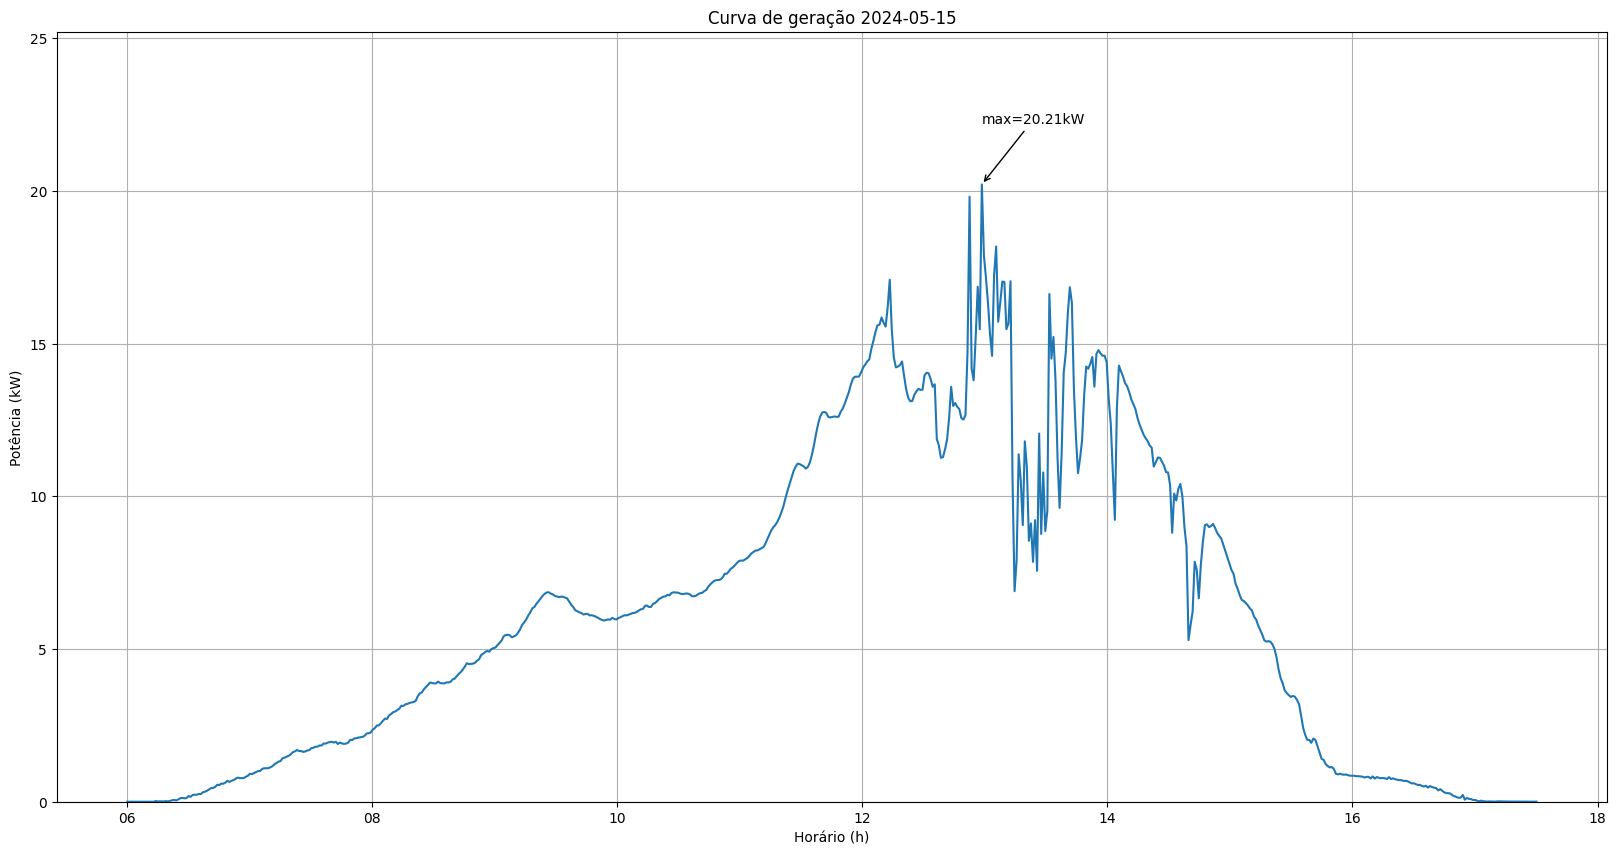 Curva de geração 2024-05-15
25
20
15
10
5
0
Potência (kW)
max=20.21kW
06 08 10 12 14 16 18
Horário (h)